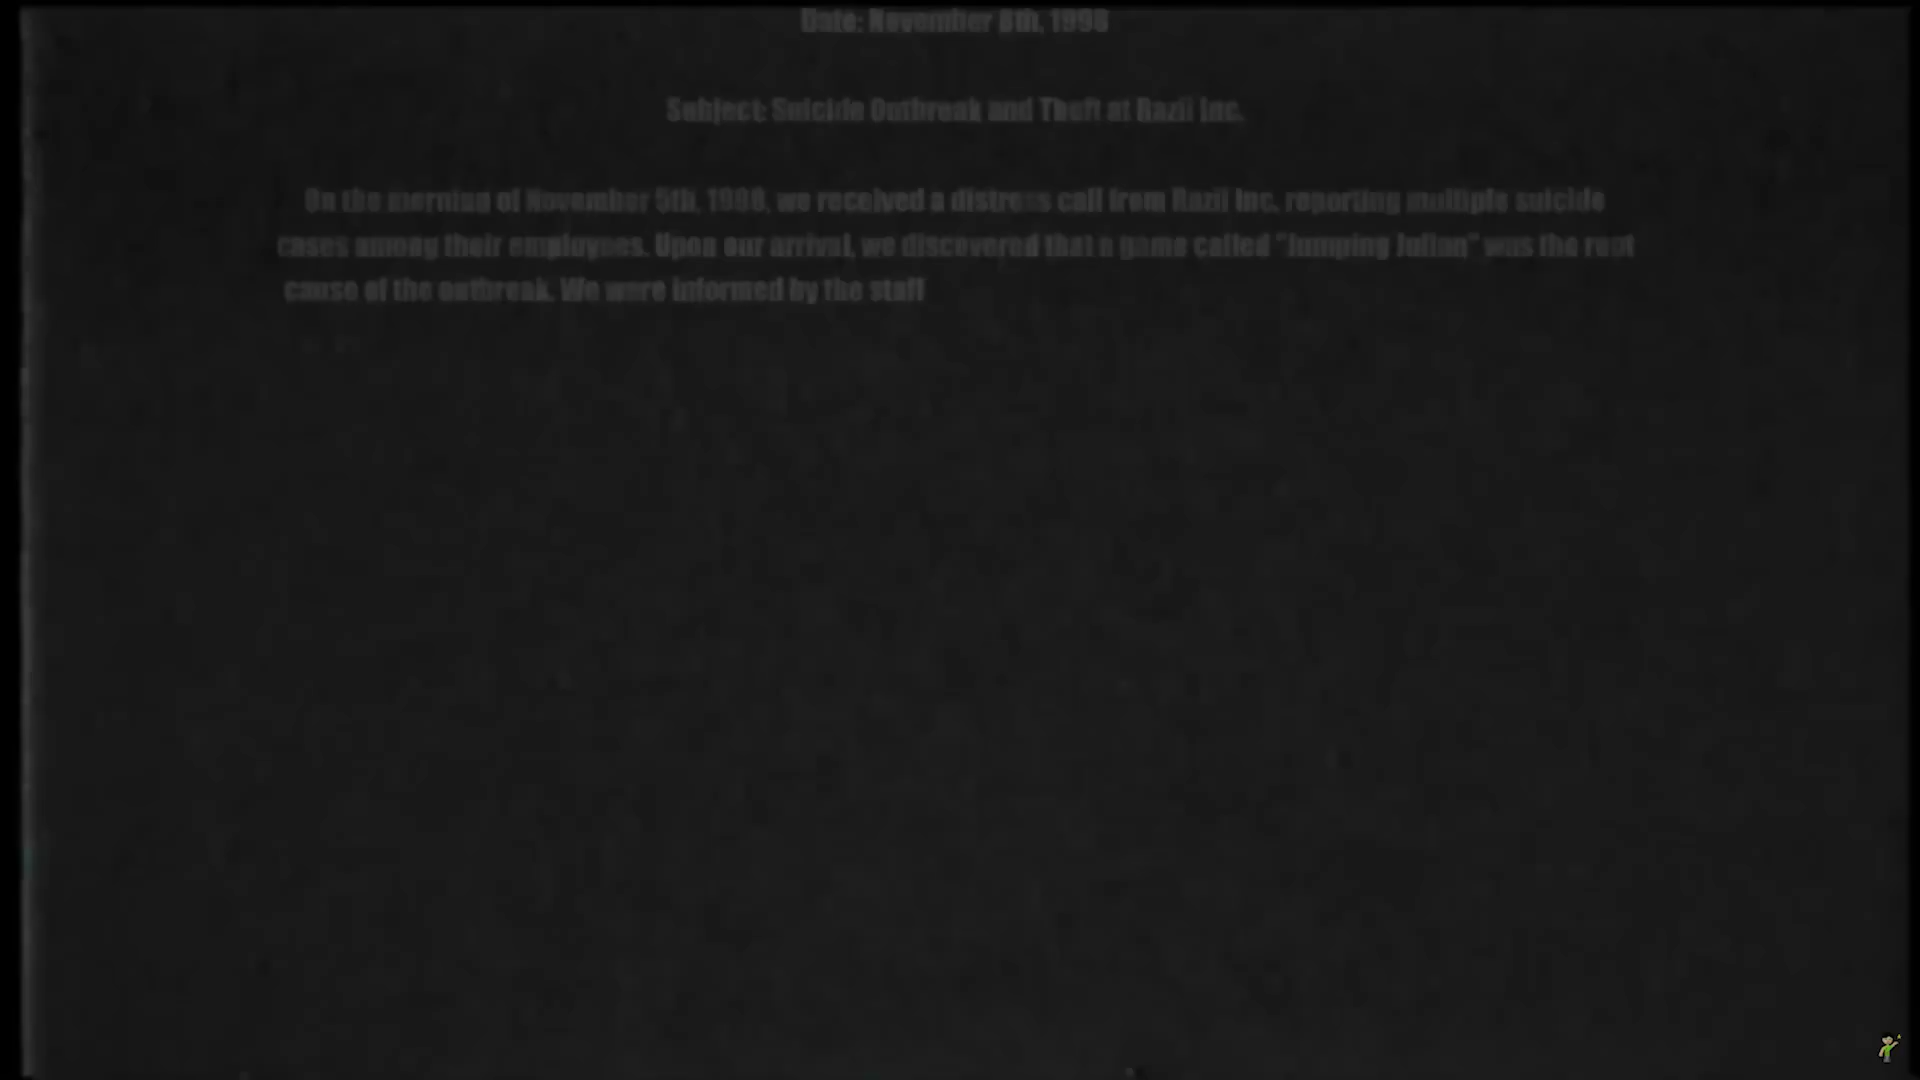 Date: November 8th, 1998
Subject: Suicide Outbreak and Theft at Razil Inc.
On the morning of November 5th, 1998, we received a distress call from Razil Inc. reporting multiple suicide
cases among their employees. Upon our arrival, we discovered that a game called "Jumping Julian" was the root
cause of the outbreak. We were informed by the staff